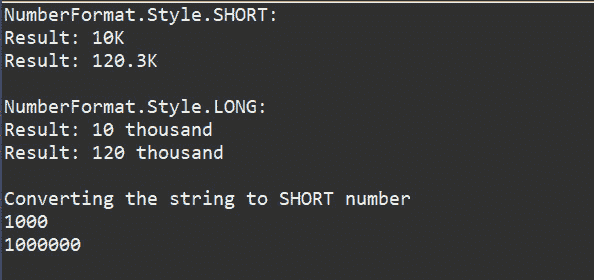 NumberFormat.Style.SHORT:
Result: 10K
Result: 120.3K
NumberFormat.Style.LONG:
Result: 10 thousand
Result: 120 thousand
Converting the string to SHORT number
1000
1000000